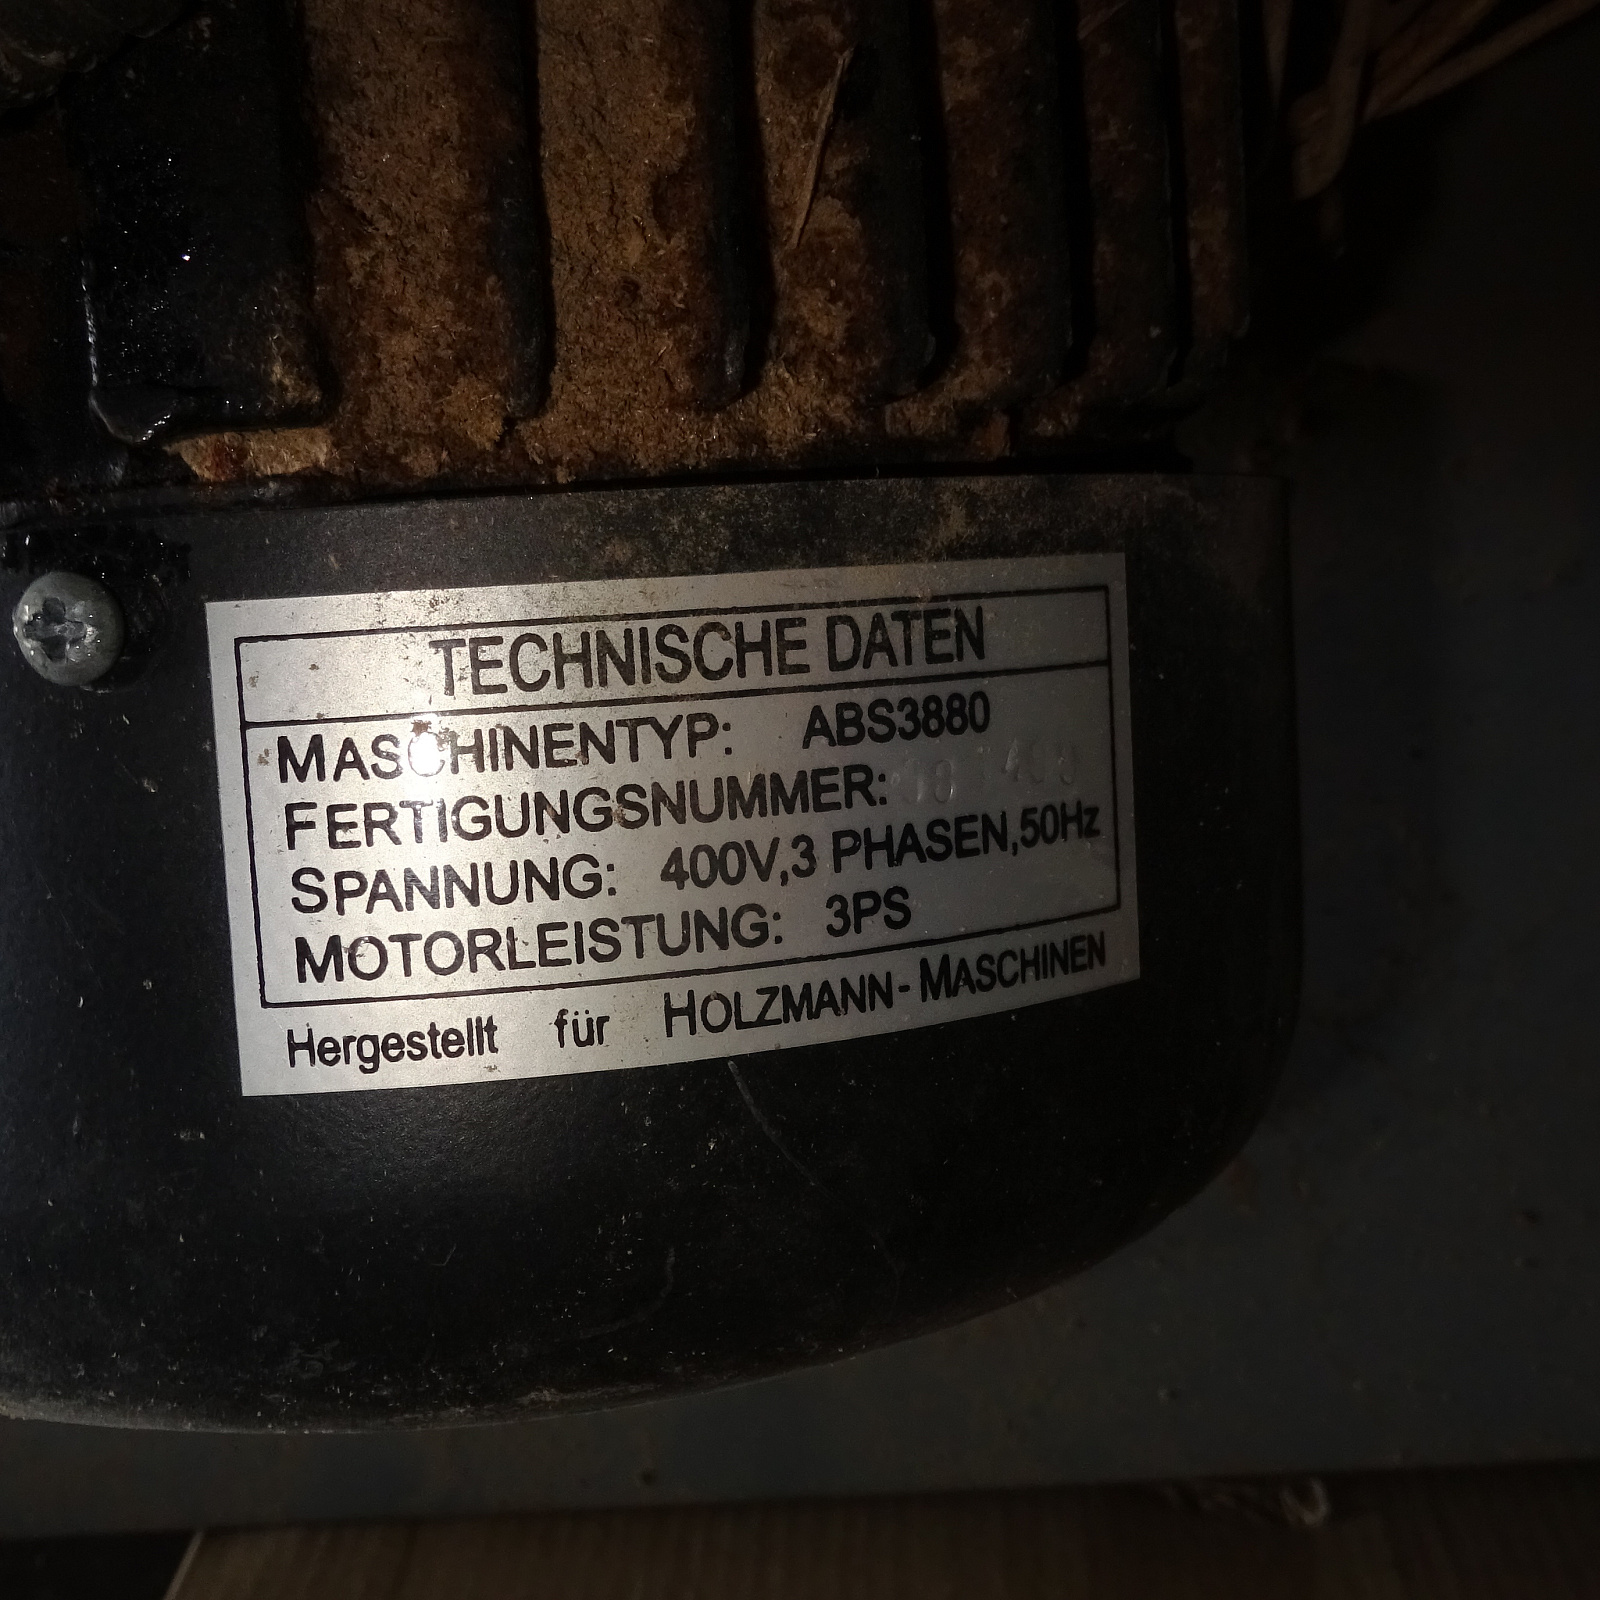 TECHNISCHE DATEN
MASCHINENTYP: ABS3880
FERTIGUNGSNUMMER:
SPANNUNG: 400V,3 PHASEN,50Hz
MOTORLEISTUNG: 3PS
Hergestellt für HOLZMANN-MASCHINEN